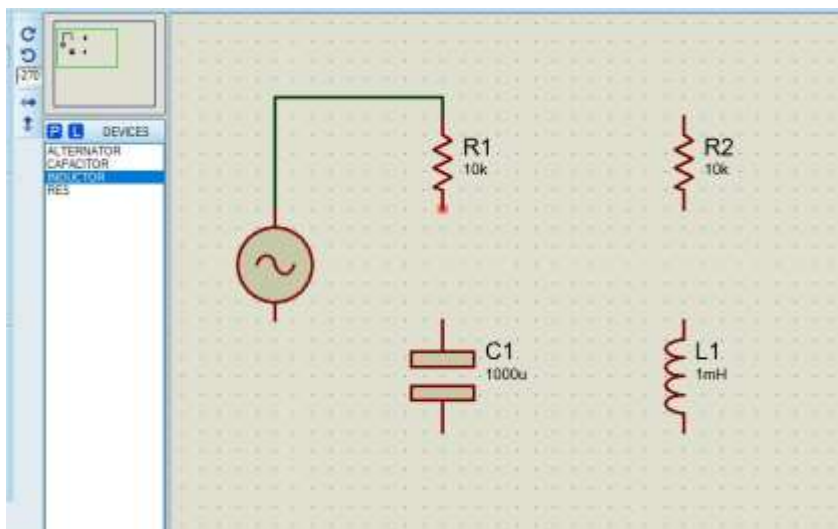 -270
P L DEVICES
ALTERNATOR
CAPACITOR
INDUCTOR
RES
R1
10k
R2
10k
C1
1000u
L1
1mH